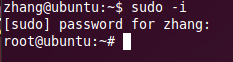 zhang@ubuntu:~$ sudo -i
[sudo] password for zhang:
root@ubuntu:~#